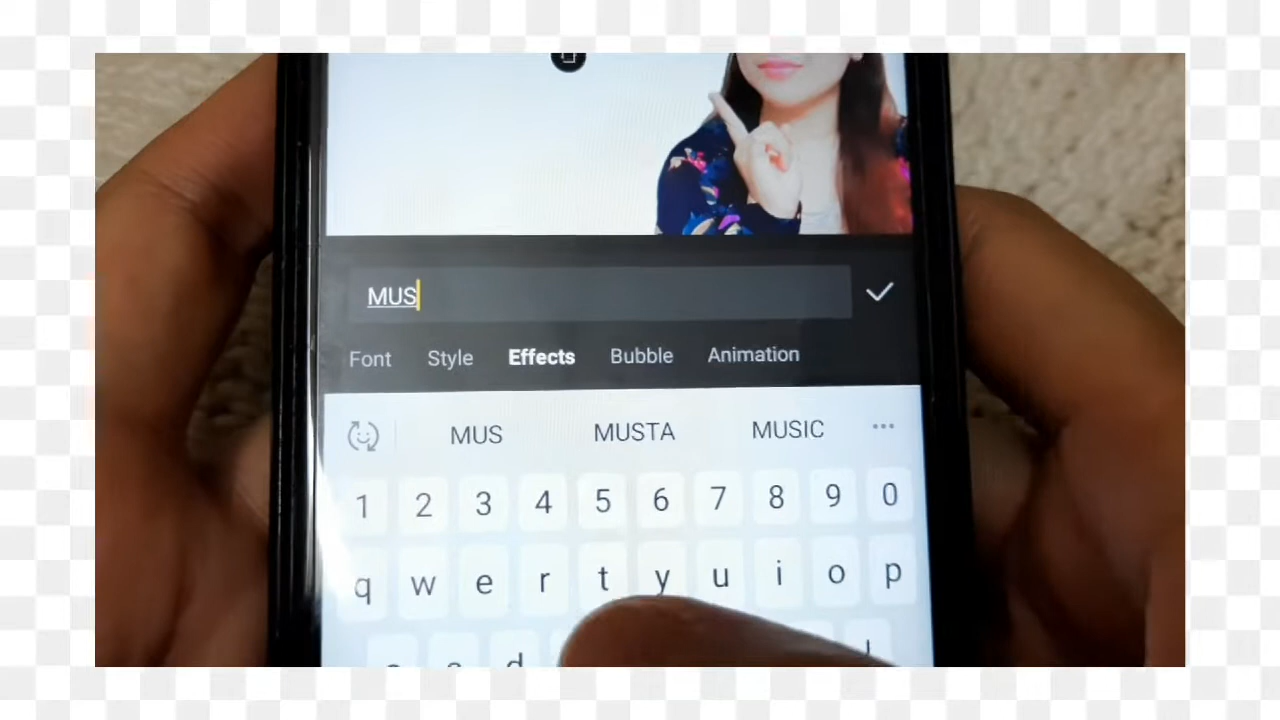 MUS
Font Style Effects Bubble Animation
MUS MUSTA MUSIC
1 2 3 4 5 6 7 8 9 0
q w e r t y u i o p
d